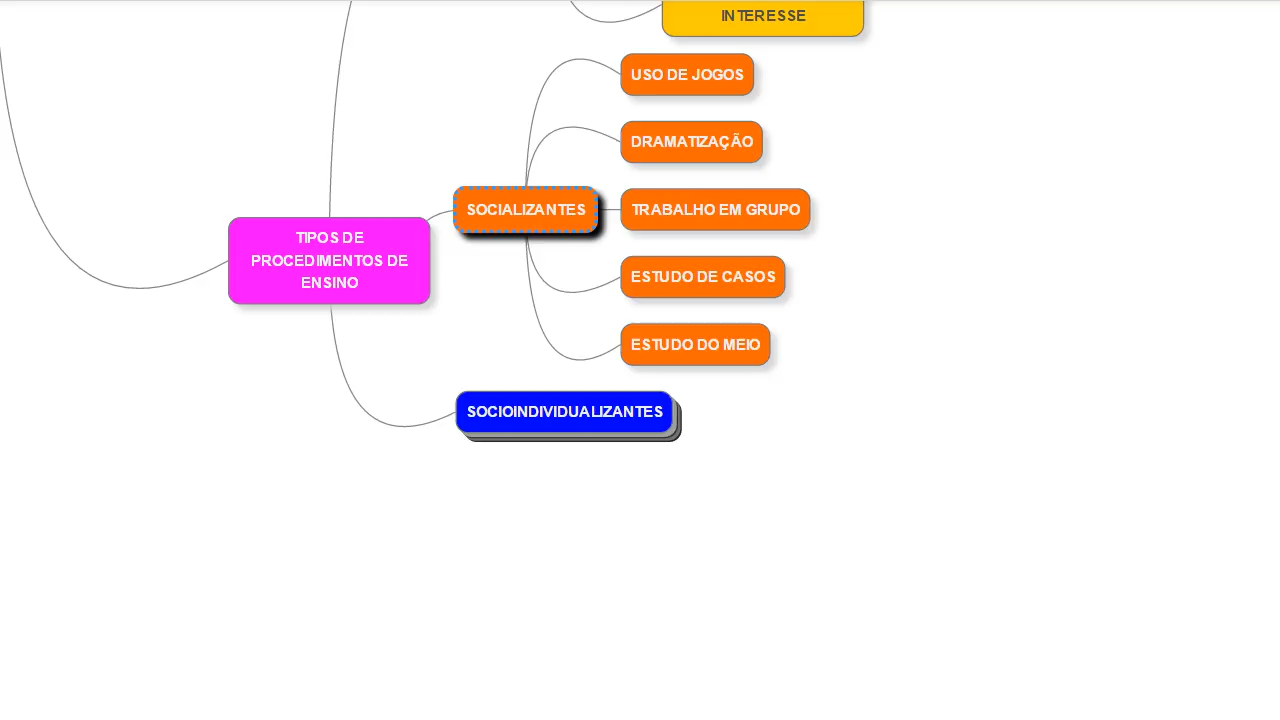 INTERESSE
USO DE JOGOS
DRAMATIZAÇÃO
SOCIALIZANTES
TRABALHO EM GRUPO
TIPOS DE
PROCEDIMENTOS DE
ENSINO
ESTUDO DE CASOS
ESTUDO DO MEIO
SOCIOINDIVIDUALIZANTES